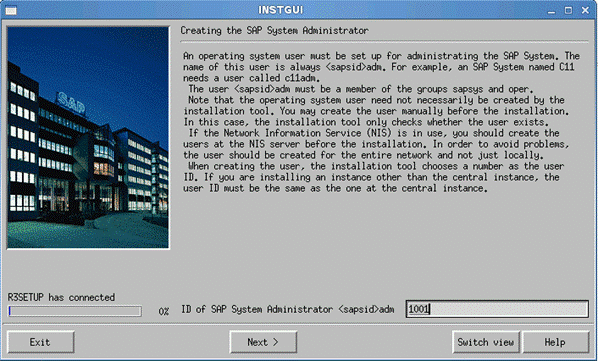 INSTGUI
Creating the SAP System Administrator
An operating system user must be set up for administrating the SAP System. The
name of this user is always <sapsid>adm. For example, an SAP System named C11
needs a user called c11adm.
The user <sapsid>adm must be a member of the groups sapsys and oper.
Note that the operating system user need not necessarily be created by the
installation tool. You may create the user manually before the installation.
In this case, the installation tool only checks whether the user exists.
If the Network Information Service (NIS) is in use, you should create the
users at the NIS server before the installation. In order to avoid problems,
the user should be created for the entire network and not just locally.
When creating the user, the installation tool chooses a number as the user
ID. If you are installing an instance other than the central instance, the
user ID must be the same as the one at the central instance.
SAP
R3SETUP has connected
0%
ID of SAP System Administrator <sapsid>adm
1001
Exit
Next >
Switch view
Help